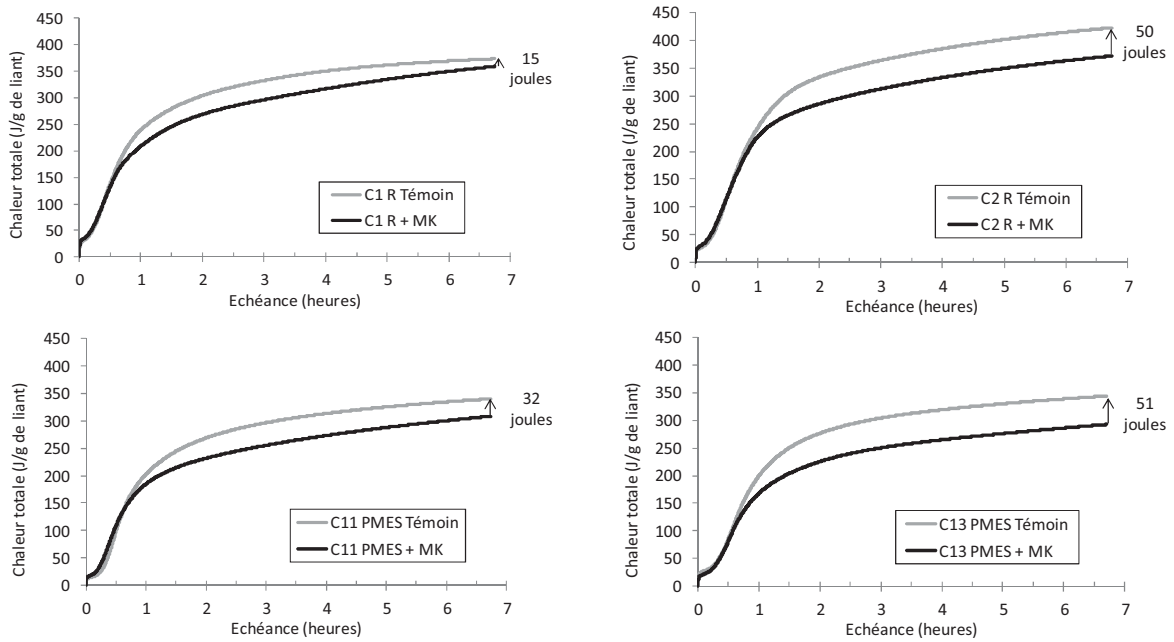 450
400
350
300
250
200
150
100
50
0
Chaleur totale (J/g de liant)
15
joules
C1 R Témoin
C1 R + MK
0 1 2 3 4 5 6 7
Echéance (heures)
450
400
350
300
250
200
150
100
50
0
Chaleur totale (J/g de liant)
50
joules
C2 R Témoin
C2 R + MK
0 1 2 3 4 5 6 7
Echéance (heures)
450
400
350
300
250
200
150
100
50
0
Chaleur totale (J/g de liant)
32
joules
C11 PMES Témoin
C11 PMES + MK
0 1 2 3 4 5 6 7
Echéance (heures)
450
400
350
300
250
200
150
100
50
0
Chaleur totale (J/g de liant)
51
joules
C13 PMES Témoin
C13 PMES + MK
0 1 2 3 4 5 6 7
Echéance (heures)